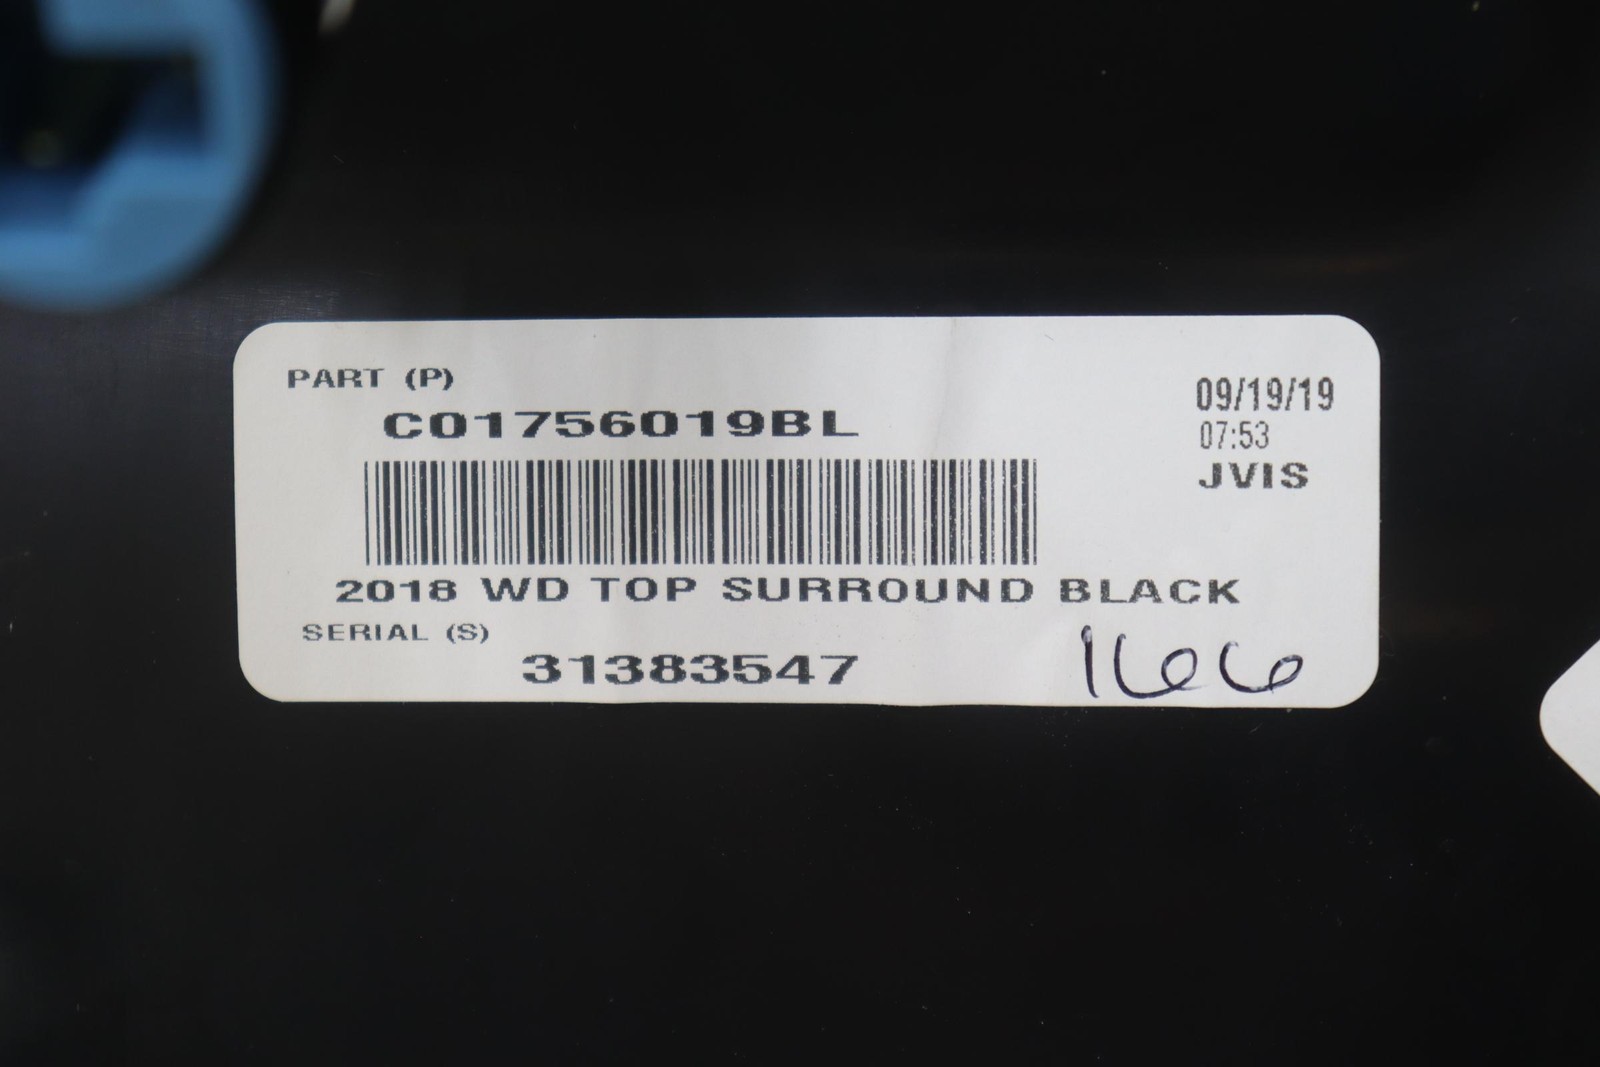 PART (P)
C01756019BL
09/19/19
07:53
JVIS
2018 WD TOP SURROUND BLACK
SERIAL (S)
31383547
166